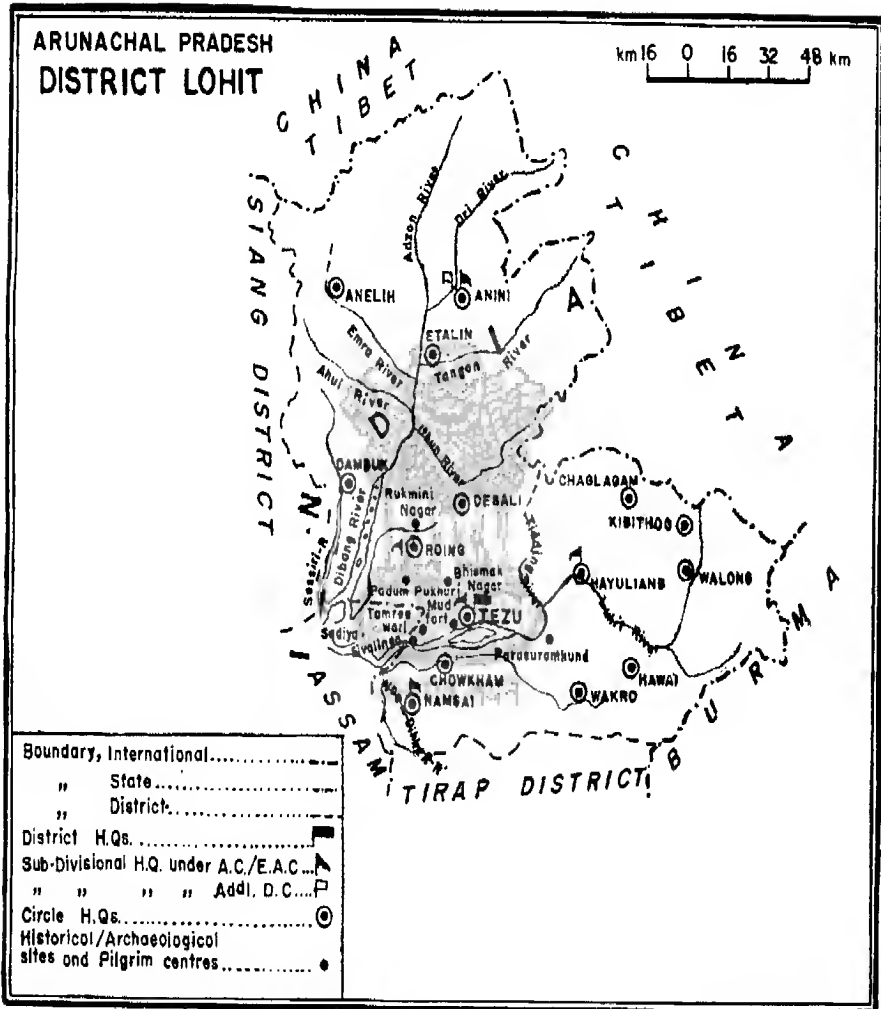 ARUNACHAL PRADESH
DISTRICT LOHIT
km 16 0 16 32 48 km
CHINA
TIBET
CHINA
TIBET
SIANG DISTRICT
Adzon River
Dri River
ANELIH
ANINI
ETALIN
Emra River
Tangon River
Ahui River
DAMBUK
Rukmini
Nagar
DESALI
CHAGLAGAM
KIBITHOO
Sessiri-R
Dibang River
ROING
HAYULIANG
WALONG
Bhismak
Nagar
Padum Pukhuri
Mud
fort
Tamreswari
TEZU
Sadiya
Sivalinga
Parasuramkund
CHOWKHAM
HAWAI
NAMSAI
WAKRO
ASSAM
TIRAP DISTRICT
BURMA
Boundary, International
" State
" District
District H.Qs.
Sub-Divisional H.Q. under A.C./E.A.C
" " " " Addl. D.C.
Circle H.Qs.
Historical/Archaeological
sites and Pilgrim centres